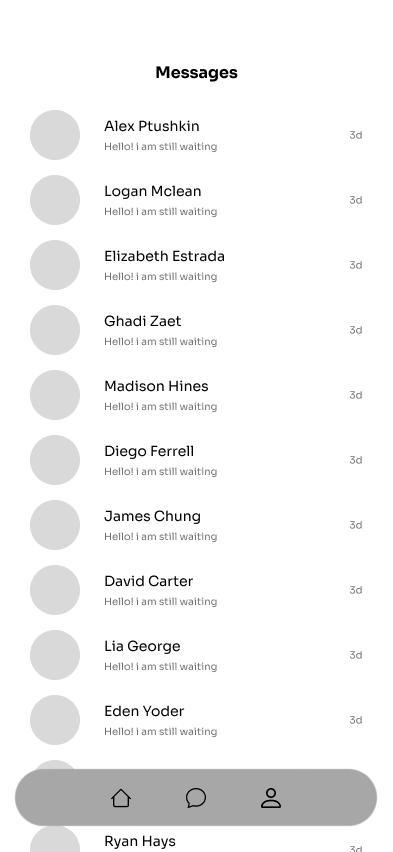 Messages
Alex Ptushkin
Hello! i am still waiting
3d
Logan Mclean
Hello! i am still waiting
3d
Elizabeth Estrada
Hello! i am still waiting
3d
Ghadi Zaet
Hello! i am still waiting
3d
Madison Hines
Hello! i am still waiting
3d
Diego Ferrell
Hello! i am still waiting
3d
James Chung
Hello! i am still waiting
3d
David Carter
Hello! i am still waiting
3d
Lia George
Hello! i am still waiting
3d
Eden Yoder
Hello! i am still waiting
3d
Ryan Hays
3d